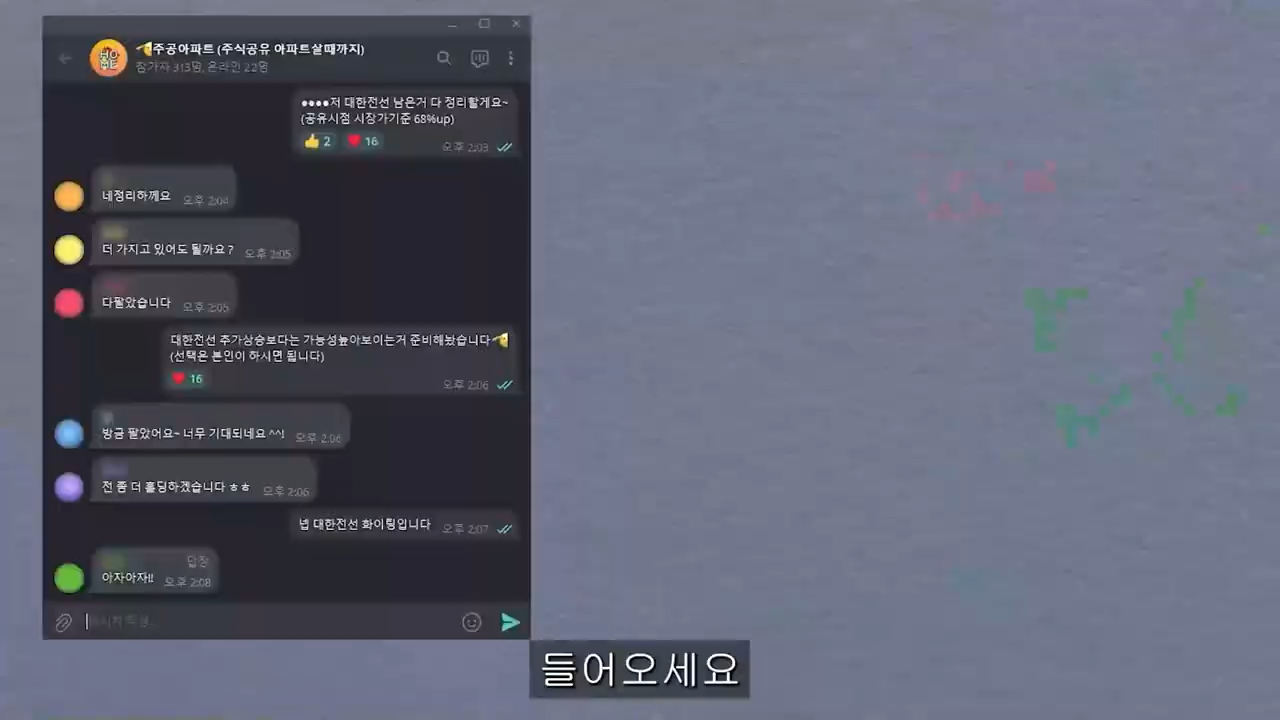 주공아파트 (주식공유 아파트살때까지)
참가자 313명, 온라인 22명
●●●●저 대한전선 남은거 다 정리할게요~
(공유시점 시장가기준 68%up)
2 16 오후 2:03
네정리하께요 오후 2:04
더 가지고 있어도 될까요 ? 오후 2:05
다팔았습니다 오후 2:05
대한전선 추가상승보다는 가능성높아보이는거 준비해놨습니다
(선택은 본인이 하시면 됩니다)
16 오후 2:06
방금 팔았어요~ 너무 기대되네요 ^^! 오후 2:06
전 좀 더 홀딩하겠습니다 ㅎㅎ 오후 2:06
넵 대한전선 화이링입니다 오후 2:07
답장
아자아자!! 오후 2:08
들어오세요